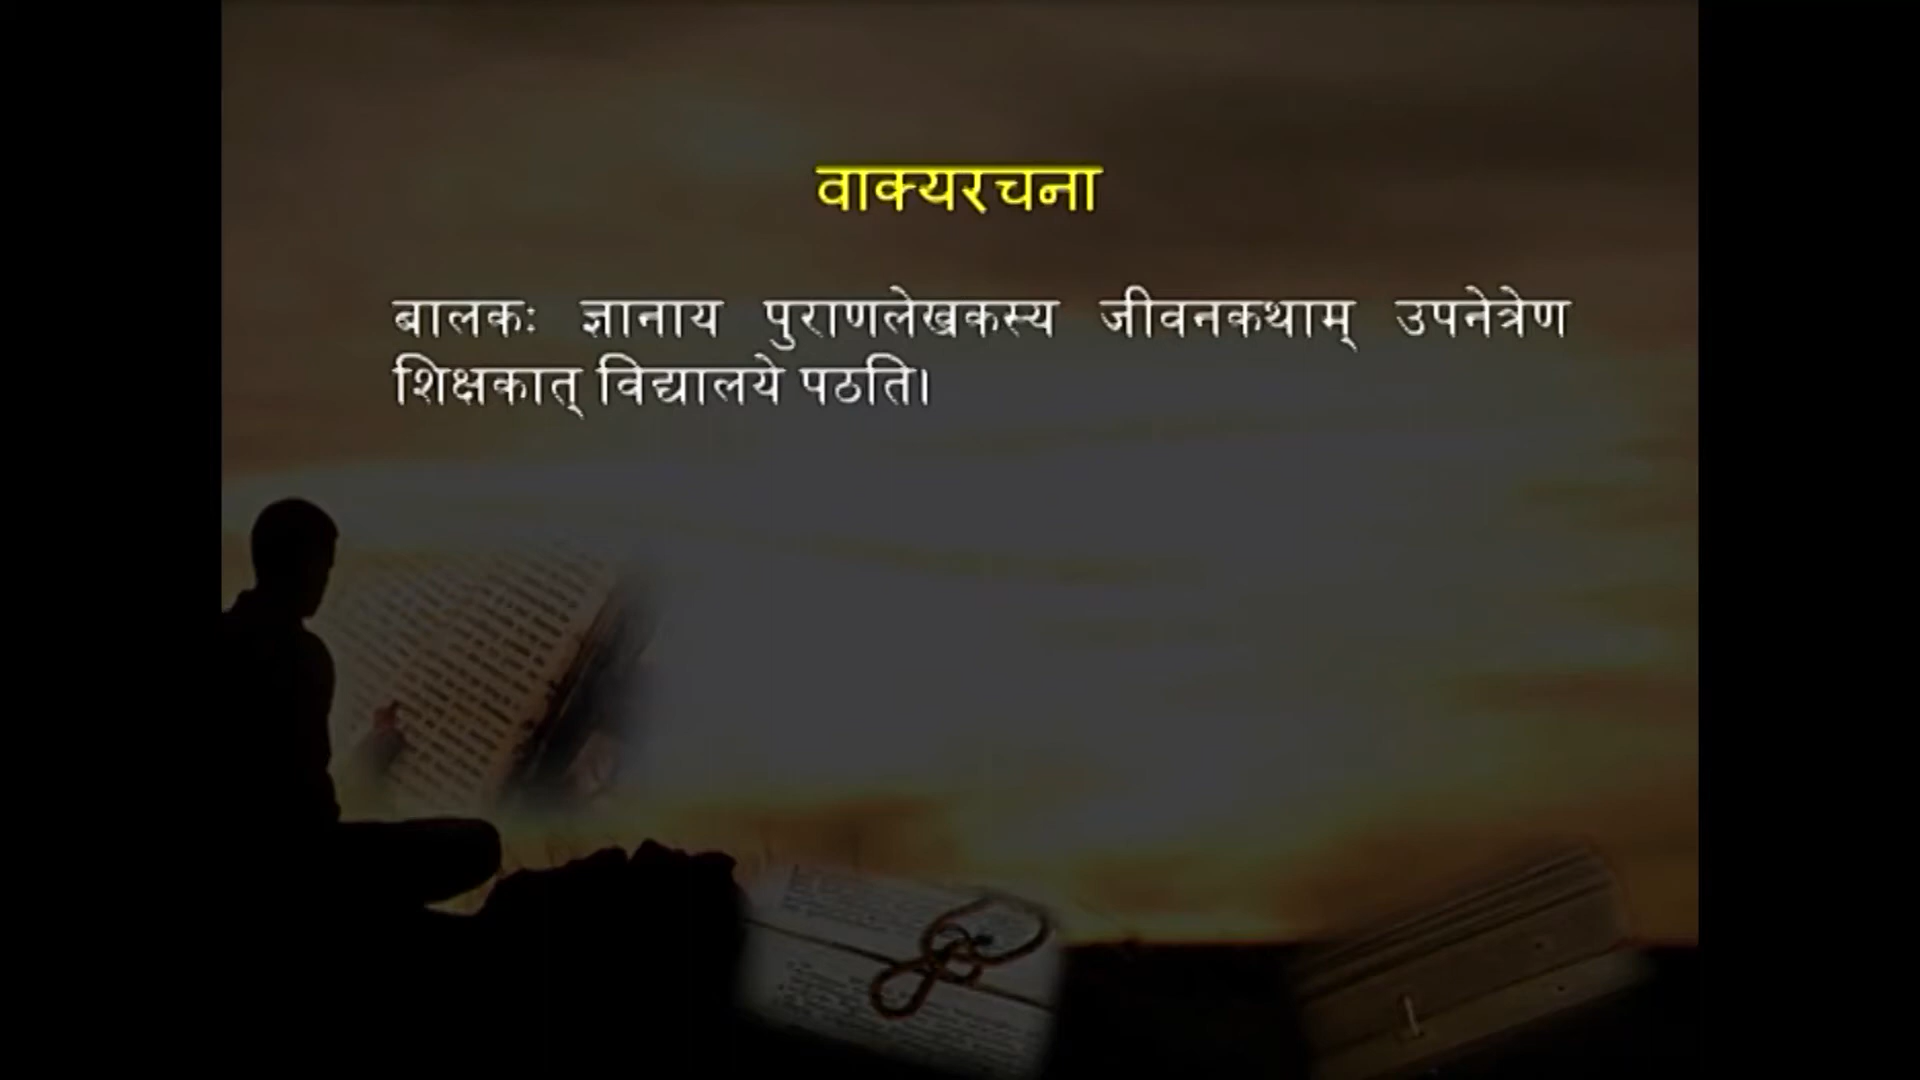 वाक्यरचना
बालकः ज्ञानाय पुराणलेखकस्य जीवनकथाम् उपनेत्रेण
शिक्षकात् विद्यालये पठति।